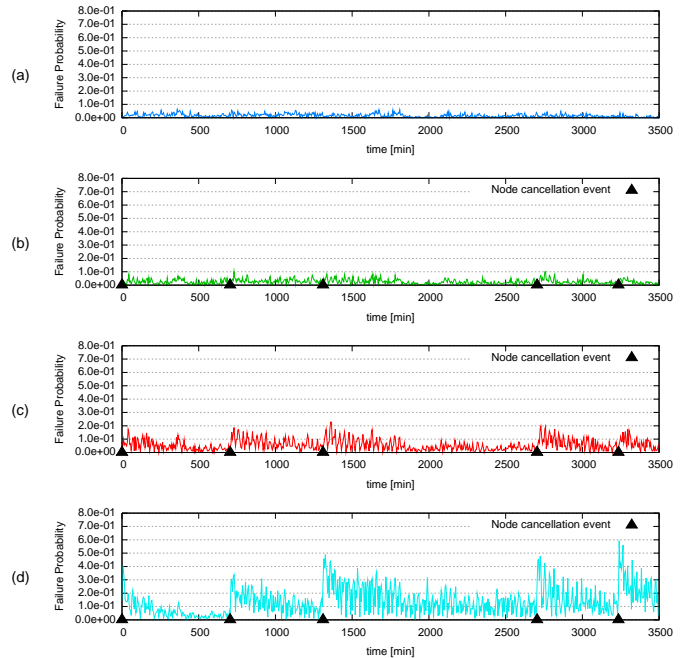 (a)
Failure Probability
8.0e-01
7.0e-01
6.0e-01
5.0e-01
4.0e-01
3.0e-01
2.0e-01
1.0e-01
0.0e+00
0 500 1000 1500 2000 2500 3000 3500
time [min]
(b)
Failure Probability
Node cancellation event
8.0e-01
7.0e-01
6.0e-01
5.0e-01
4.0e-01
3.0e-01
2.0e-01
1.0e-01
0.0e+00
0 500 1000 1500 2000 2500 3000 3500
time [min]
(c)
Failure Probability
Node cancellation event
8.0e-01
7.0e-01
6.0e-01
5.0e-01
4.0e-01
3.0e-01
2.0e-01
1.0e-01
0.0e+00
0 500 1000 1500 2000 2500 3000 3500
time [min]
(d)
Failure Probability
Node cancellation event
8.0e-01
7.0e-01
6.0e-01
5.0e-01
4.0e-01
3.0e-01
2.0e-01
1.0e-01
0.0e+00
0 500 1000 1500 2000 2500 3000 3500
time [min]